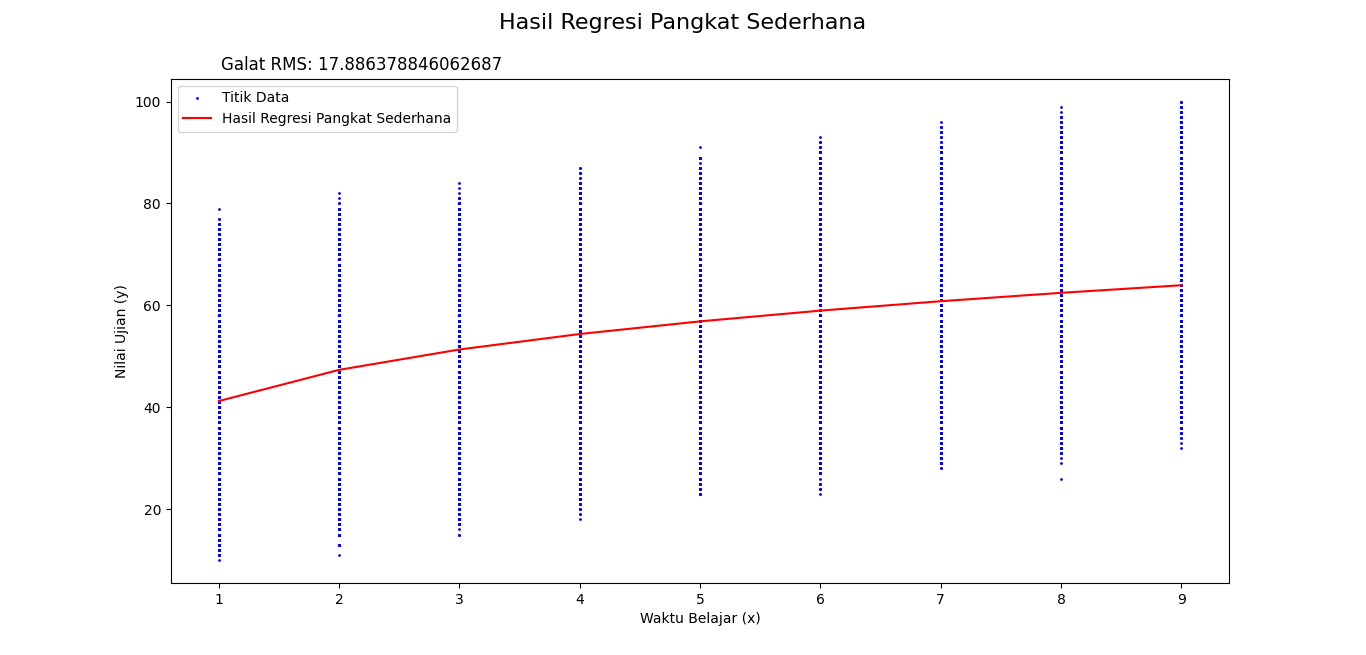 Hasil Regresi Pangkat Sederhana
Galat RMS: 17.886378846062687
Titik Data
Hasil Regresi Pangkat Sederhana
100
80
60
40
20
Nilai Ujian (y)
1 2 3 4 5 6 7 8 9
Waktu Belajar (x)